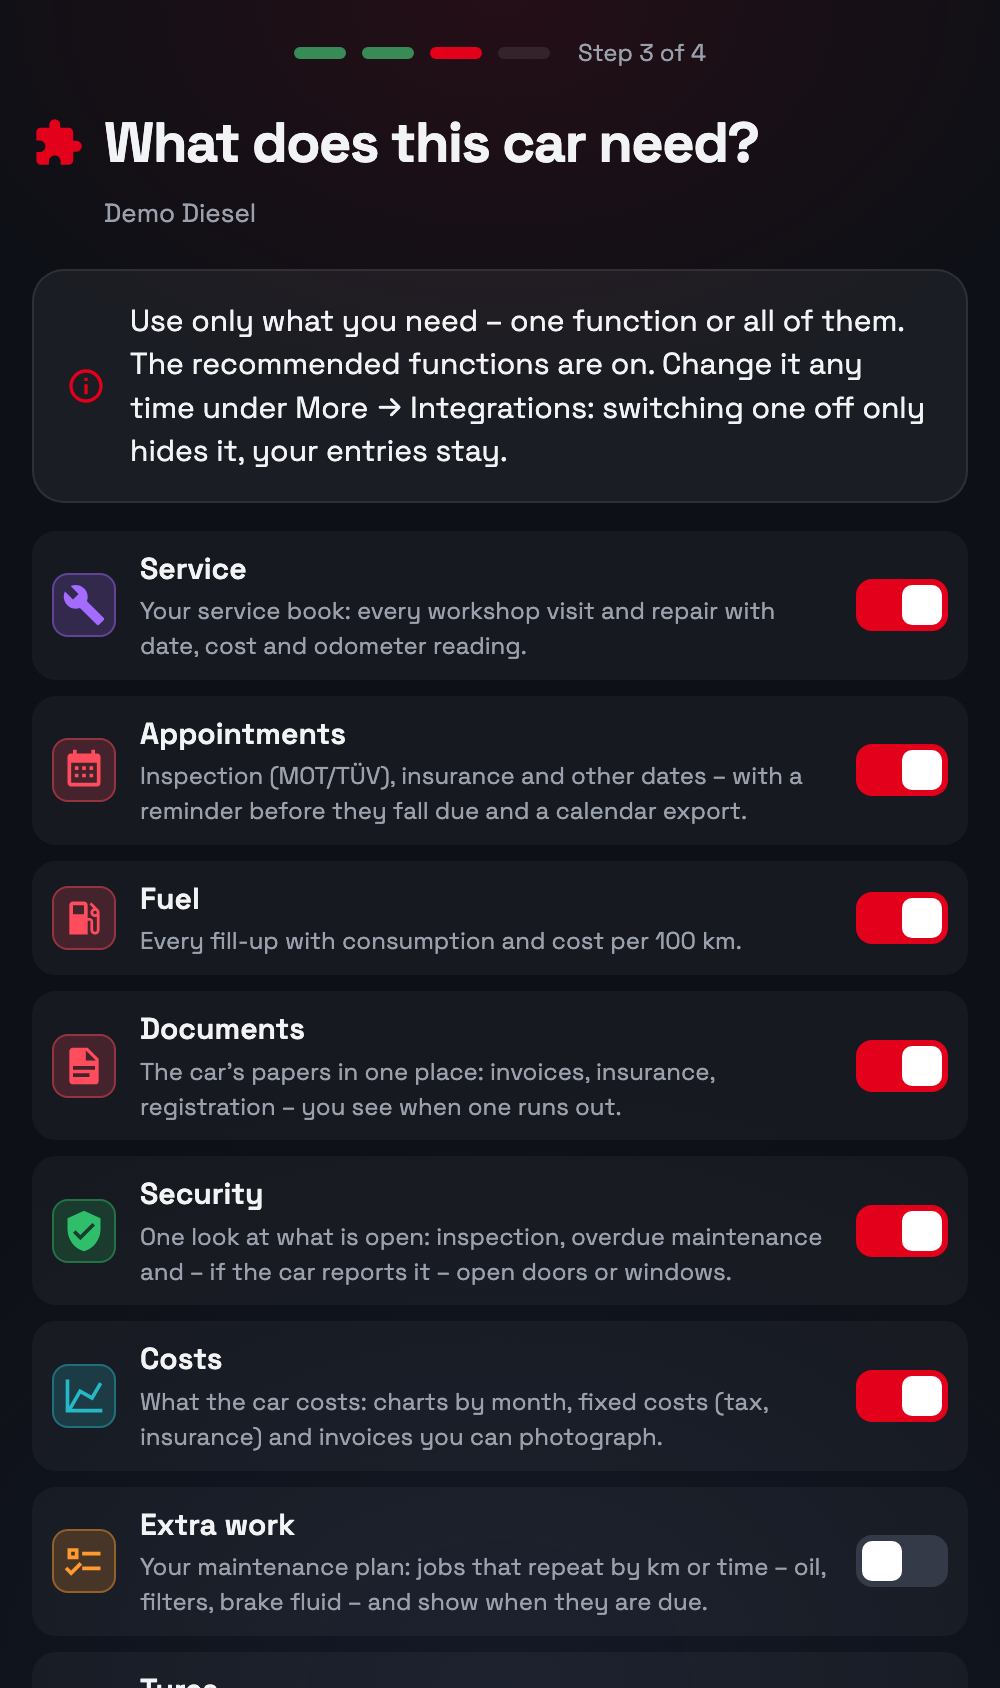 Step 3 of 4
What does this car need?
Demo Diesel
Use only what you need – one function or all of them.
The recommended functions are on. Change it any
time under More → Integrations: switching one off only
hides it, your entries stay.
Service
Your service book: every workshop visit and repair with
date, cost and odometer reading.
Appointments
Inspection (MOT/TÜV), insurance and other dates – with a
reminder before they fall due and a calendar export.
Fuel
Every fill-up with consumption and cost per 100 km.
Documents
The car’s papers in one place: invoices, insurance,
registration – you see when one runs out.
Security
One look at what is open: inspection, overdue maintenance
and – if the car reports it – open doors or windows.
Costs
What the car costs: charts by month, fixed costs (tax,
insurance) and invoices you can photograph.
Extra work
Your maintenance plan: jobs that repeat by km or time – oil,
filters, brake fluid – and show when they are due.
Tyres